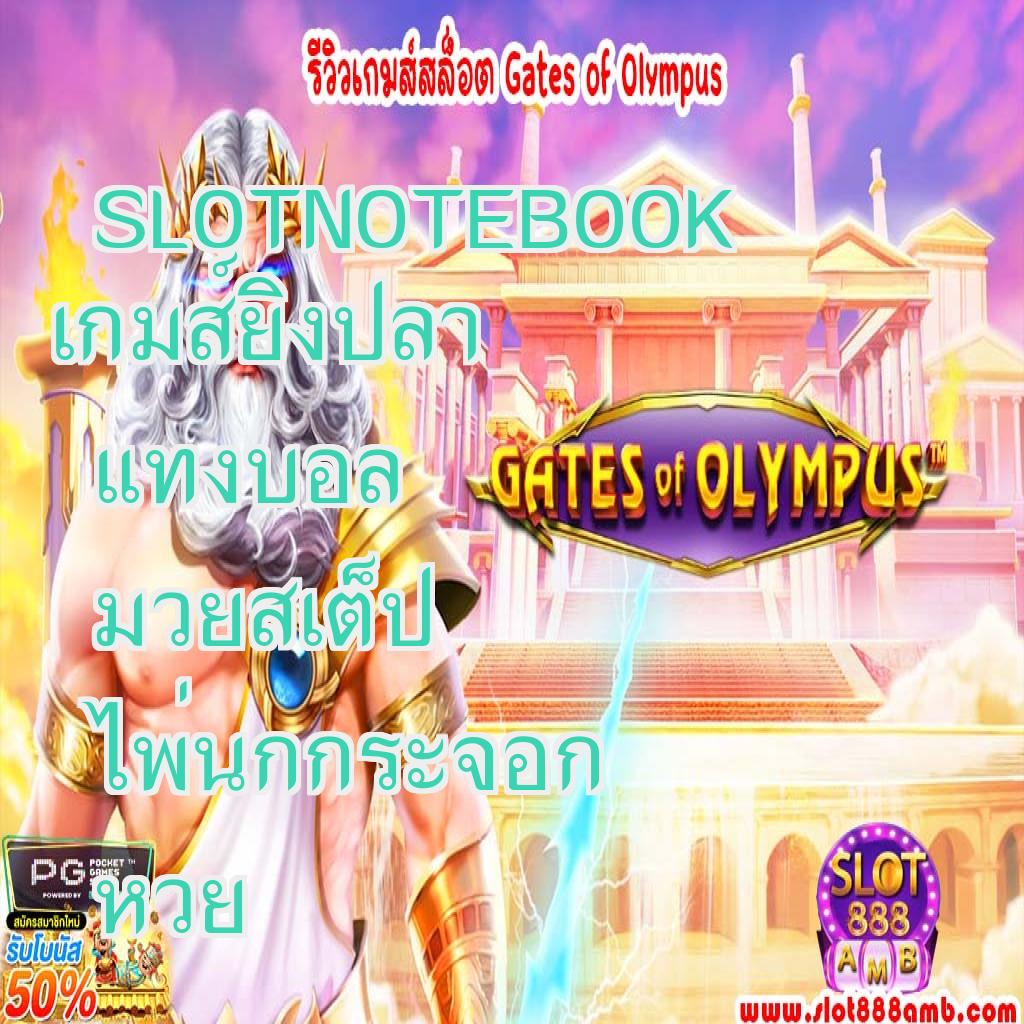 รีวิวเกมส์สล็อต Gates of Olympus
SLOTNOTEBOOK
เกมส์ยิงปลา
แทงบอล
GATES of OLYMPUS™
มวยสเต็ป
ไพ่นกกระจอก
PG POCKET GAMES ™
POWERED BY
หวย
สมัครสมาชิกใหม่
รับโบนัส
50%
SLOT
888
AMB
www.slot888amb.com